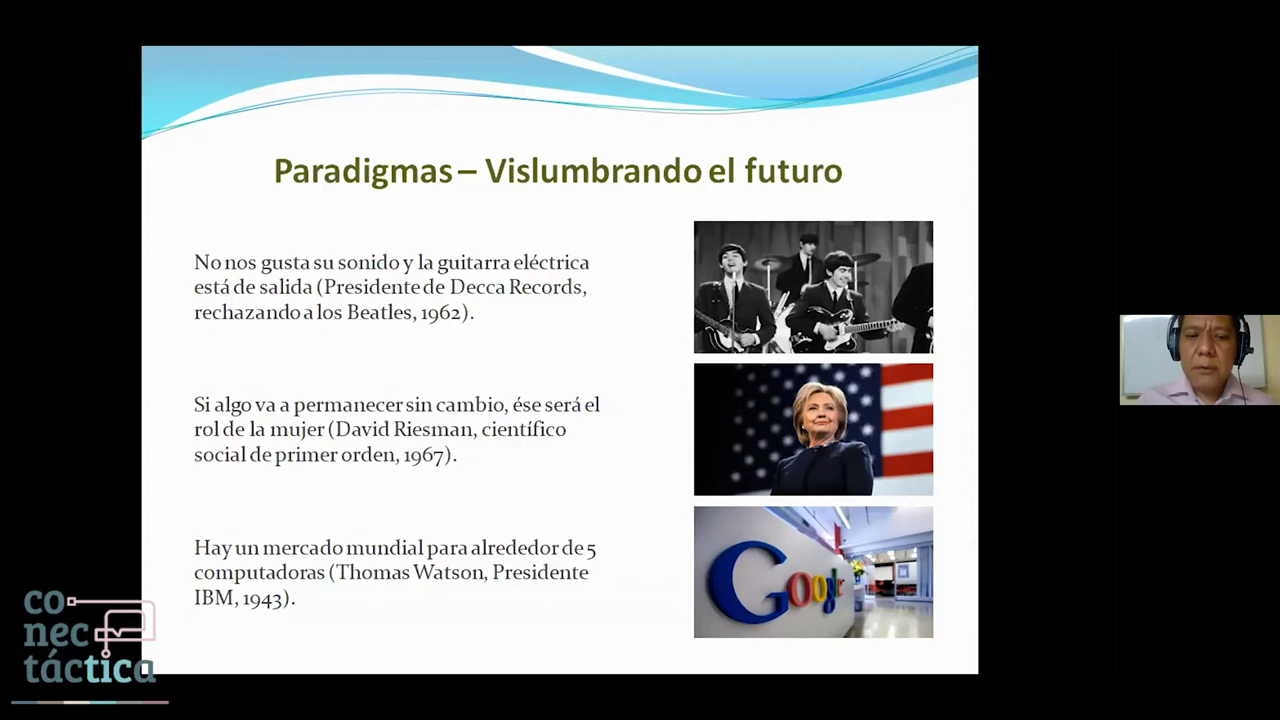 Paradigmas – Vislumbrando el futuro
No nos gusta su sonido y la guitarra eléctrica
está de salida (Presidente de Decca Records,
rechazando a los Beatles, 1962).
Si algo va a permanecer sin cambio, ése será el
rol de la mujer (David Riesman, científico
social de primer orden, 1967).
Hay un mercado mundial para alrededor de 5
computadoras (Thomas Watson, Presidente
IBM, 1943).
Google
co
nec
táctica